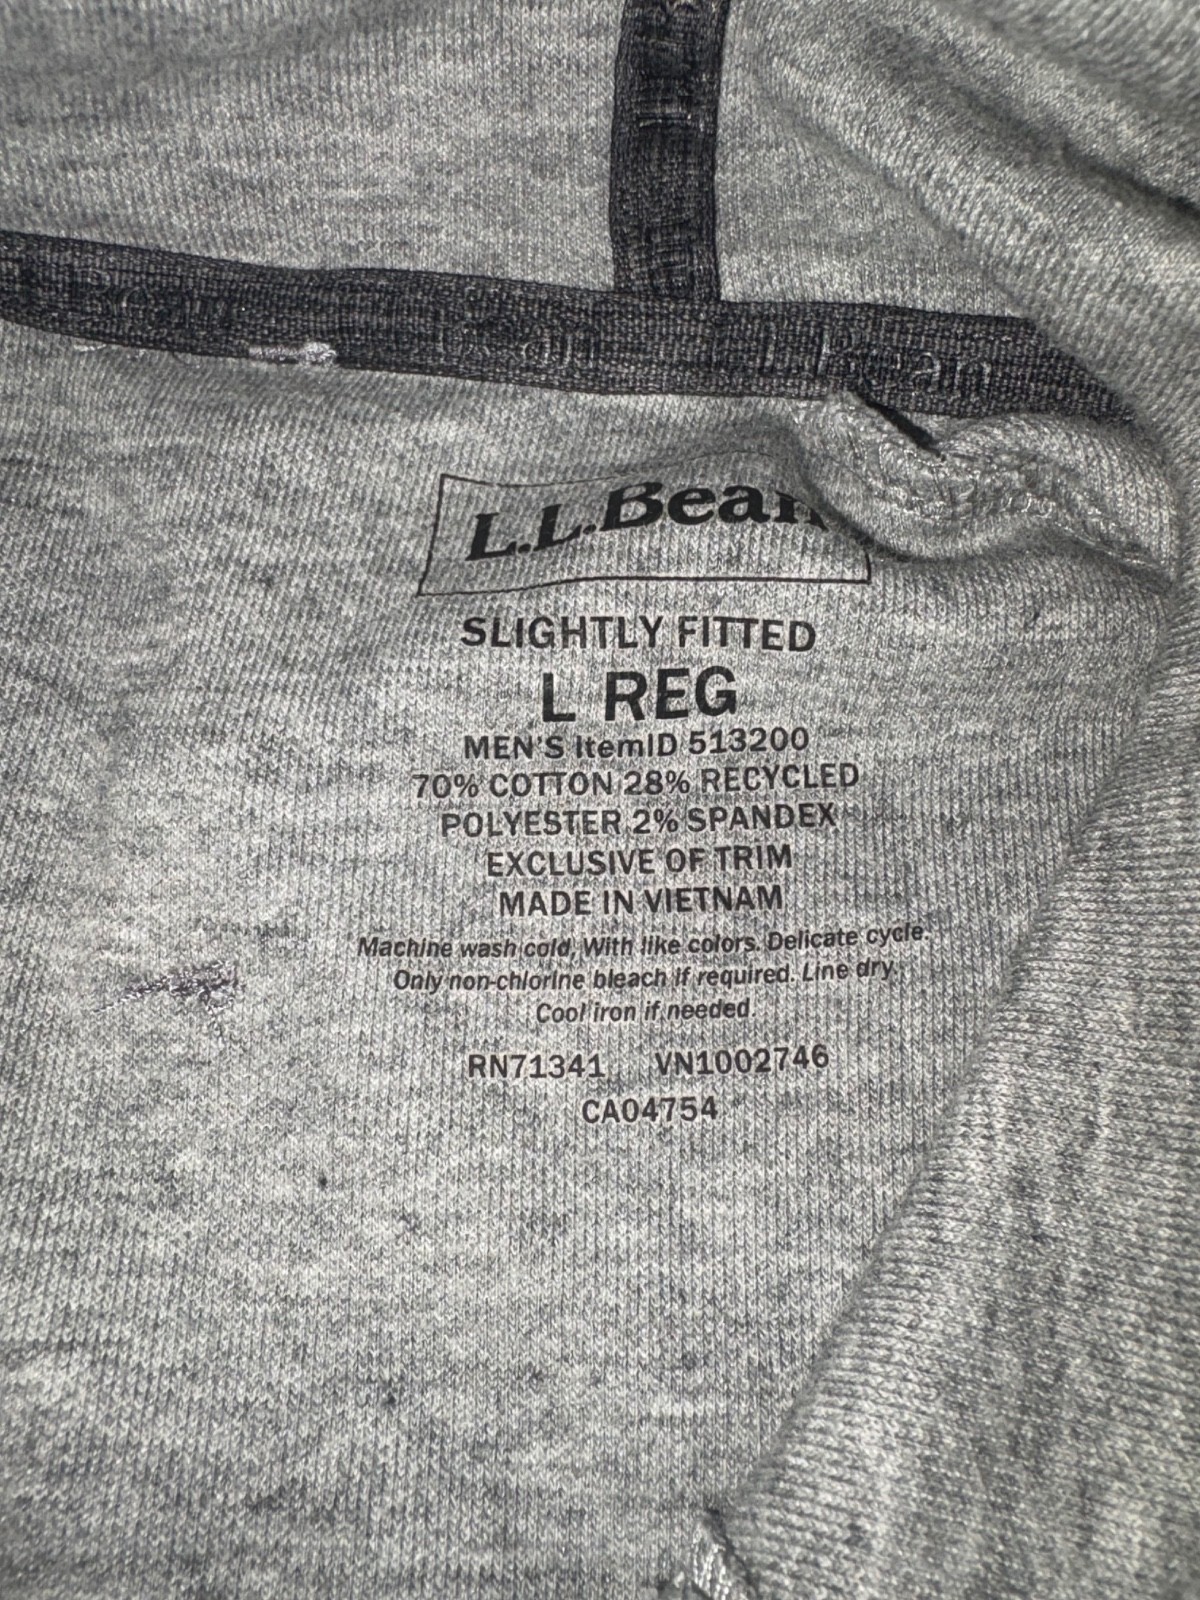 L.L.Bean
L.L.Bean
SLIGHTLY FITTED
L REG
MEN'S ItemID 513200
70% COTTON 28% RECYCLED
POLYESTER 2% SPANDEX
EXCLUSIVE OF TRIM
MADE IN VIETNAM
Machine wash cold, With like colors. Delicate cycle.
Only non-chlorine bleach if required. Line dry.
Cool iron if needed.
RN71341 VN1002746
CA04754